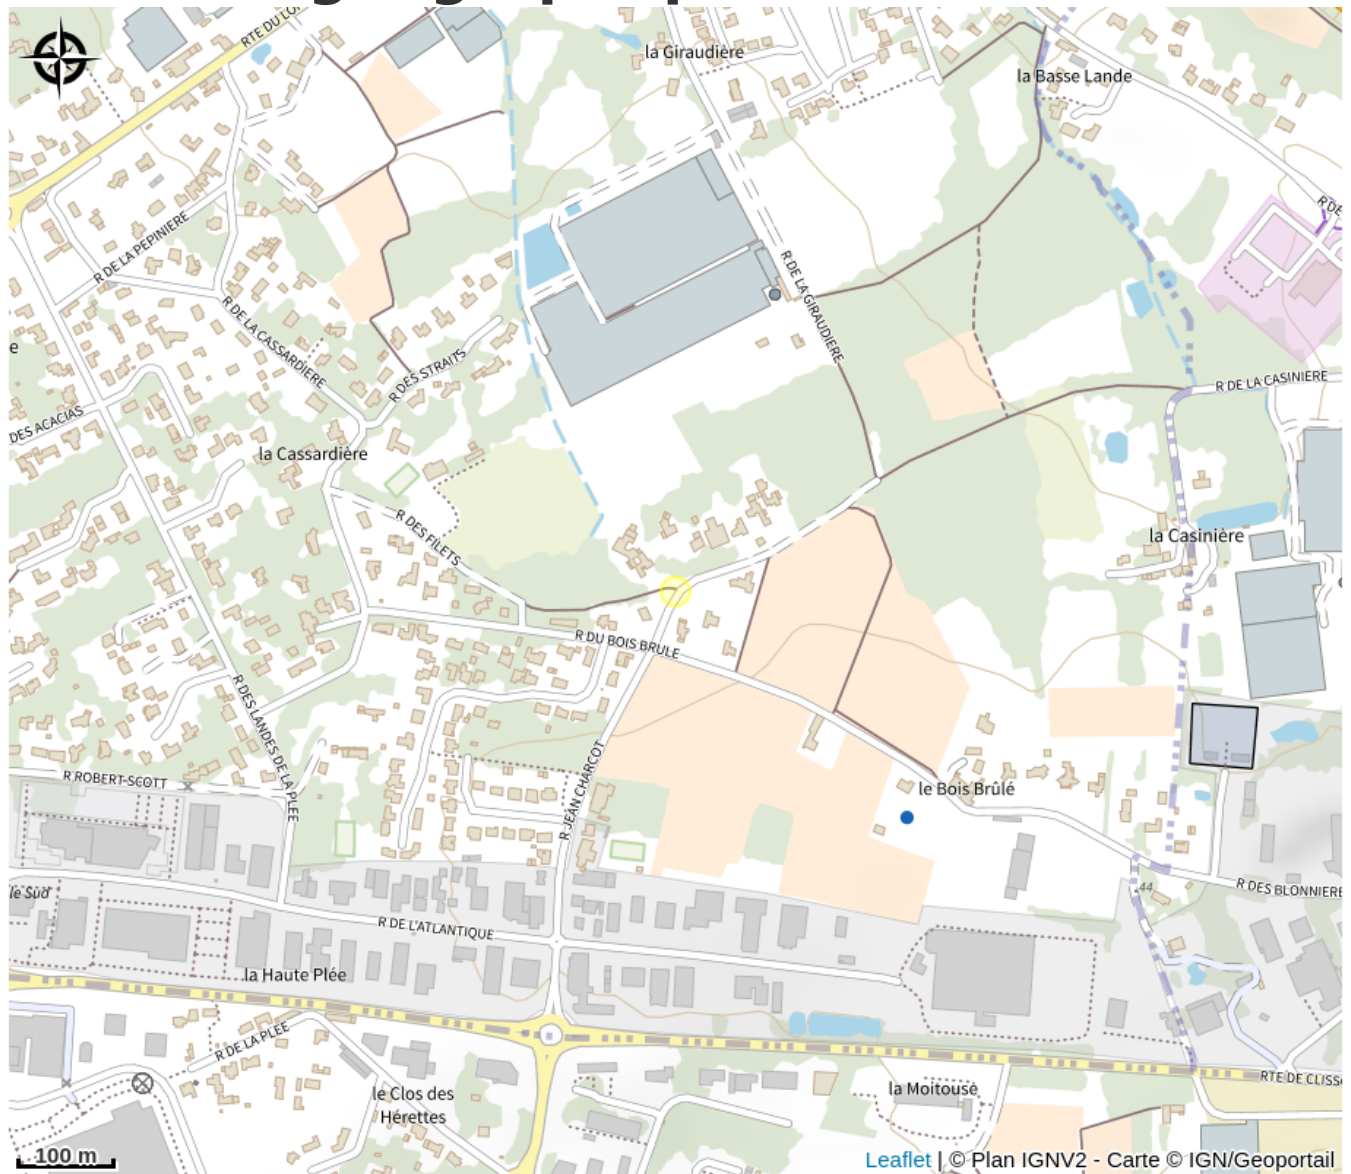 la Giraudière
la Basse Lande
R DE LA PEPINIERE
R DE LA GIRAUDIERE
R DE LA CASSARDIERE
R DES STRAITS
R DE LA CASINIERE
DES ACACIAS
la Cassardière
R DES FILETS
la Casinière
R DU BOIS BRULE
R DES LANDES DE LA PLEE
R JEAN CHARCOT
R ROBERT SCOTT
le Bois Brûlé
44
R DES BLONNIERE
le Sud
R DE L'ATLANTIQUE
la Haute Plée
R DE LA PLEE
RTE DE CLISS
le Clos des
Hérettes
la Moitouse
100 m
Leaflet | © Plan IGNV2 - Carte © IGN/Geoportail